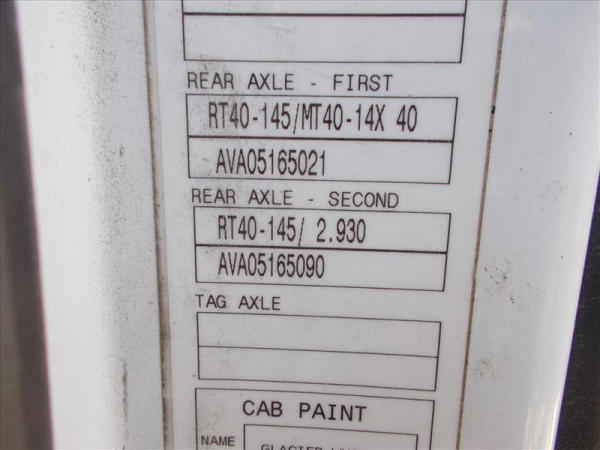 REAR AXLE - FIRST
RT40-145/MT40-14X 40
AVA05165021
REAR AXLE - SECOND
RT40-145/ 2.930
AVA05165090
TAG AXLE
CAB PAINT
NAME
GLACIER